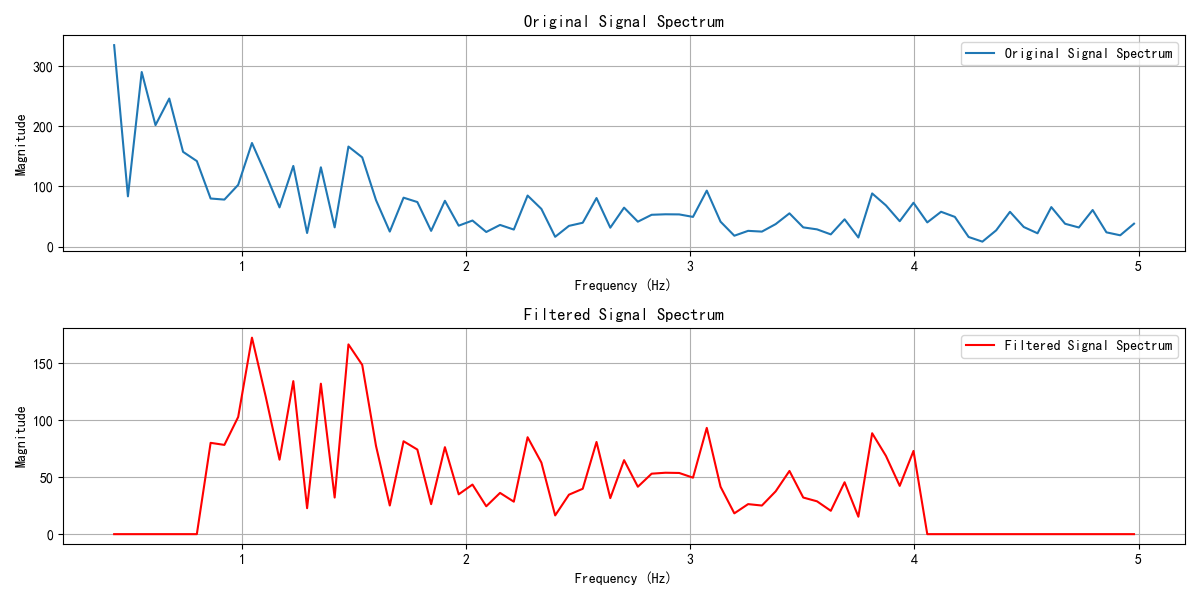 Original Signal Spectrum
Original Signal Spectrum
Magnitude
300
200
100
0
1 2 3 4 5
Frequency (Hz)
Filtered Signal Spectrum
Filtered Signal Spectrum
Magnitude
150
100
50
0
1 2 3 4 5
Frequency (Hz)